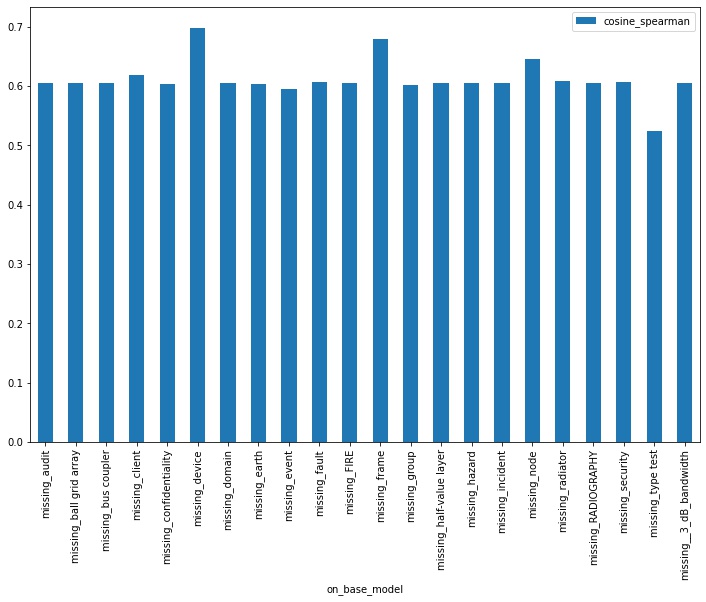 cosine_spearman
0.7
0.6
0.5
0.4
0.3
0.2
0.1
0.0
missing_audit
missing_ball grid array
missing_bus coupler
missing_client
missing_confidentiality
missing_device
missing_domain
missing_earth
missing_event
missing_fault
missing_FIRE
missing_frame
missing_group
missing_half-value layer
missing_hazard
missing_incident
missing_node
missing_radiator
missing_RADIOGRAPHY
missing_security
missing_type test
missing__3_dB_bandwidth
on_base_model